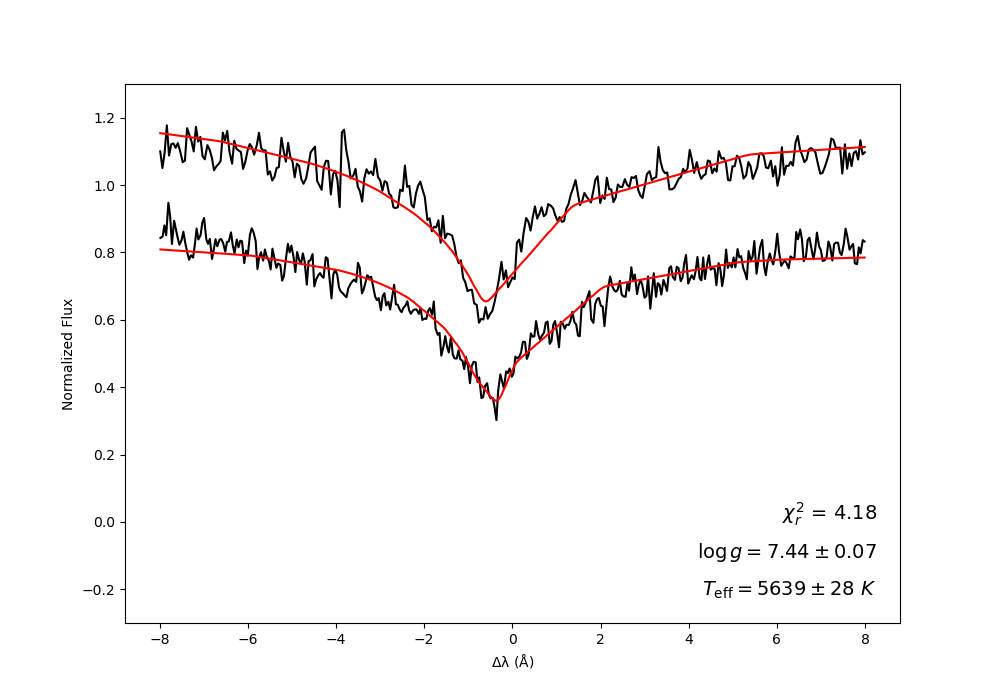 1.2
1.0
0.8
0.6
0.4
0.2
0.0
−0.2
Normalized Flux
χ²ᵣ = 4.18
log g = 7.44 ± 0.07
T_eff = 5639 ± 28 K
−8 −6 −4 −2 0 2 4 6 8
Δλ (Å)